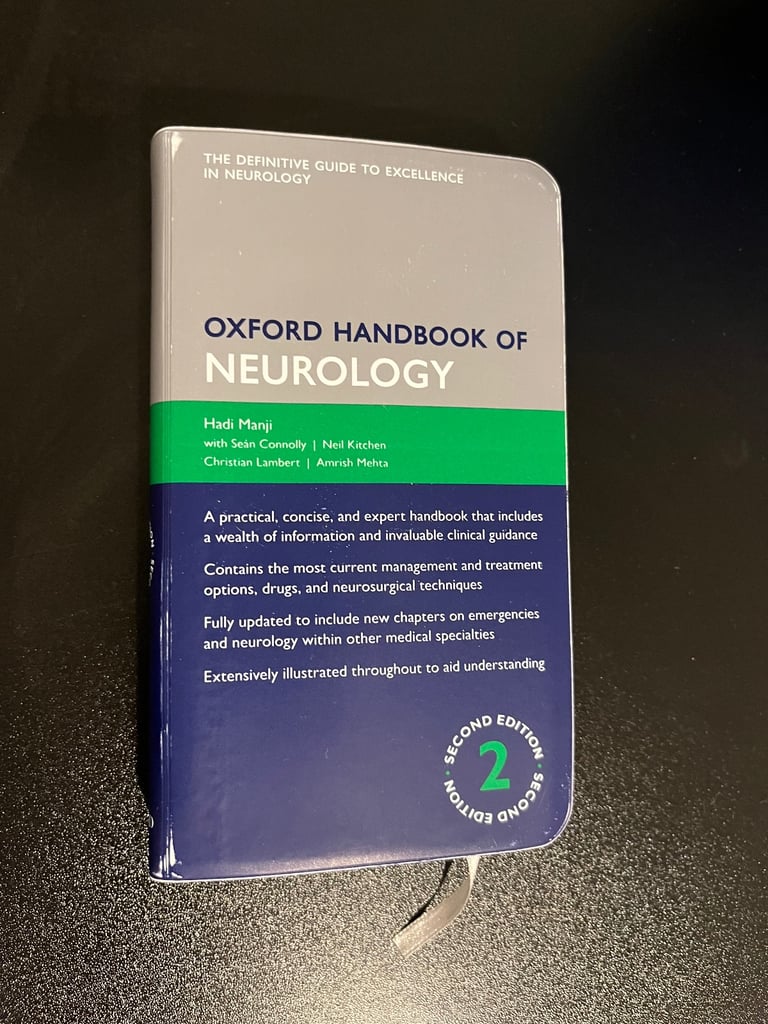 THE DEFINITIVE GUIDE TO EXCELLENCE
IN NEUROLOGY
OXFORD HANDBOOK OF
NEUROLOGY
Hadi Manji
with Seán Connolly | Neil Kitchen
Christian Lambert | Amrish Mehta
A practical, concise, and expert handbook that includes
a wealth of information and invaluable clinical guidance
Contains the most current management and treatment
options, drugs, and neurosurgical techniques
Fully updated to include new chapters on emergencies
and neurology within other medical specialties
Extensively illustrated throughout to aid understanding
SECOND EDITION · SECOND EDITION ·
2